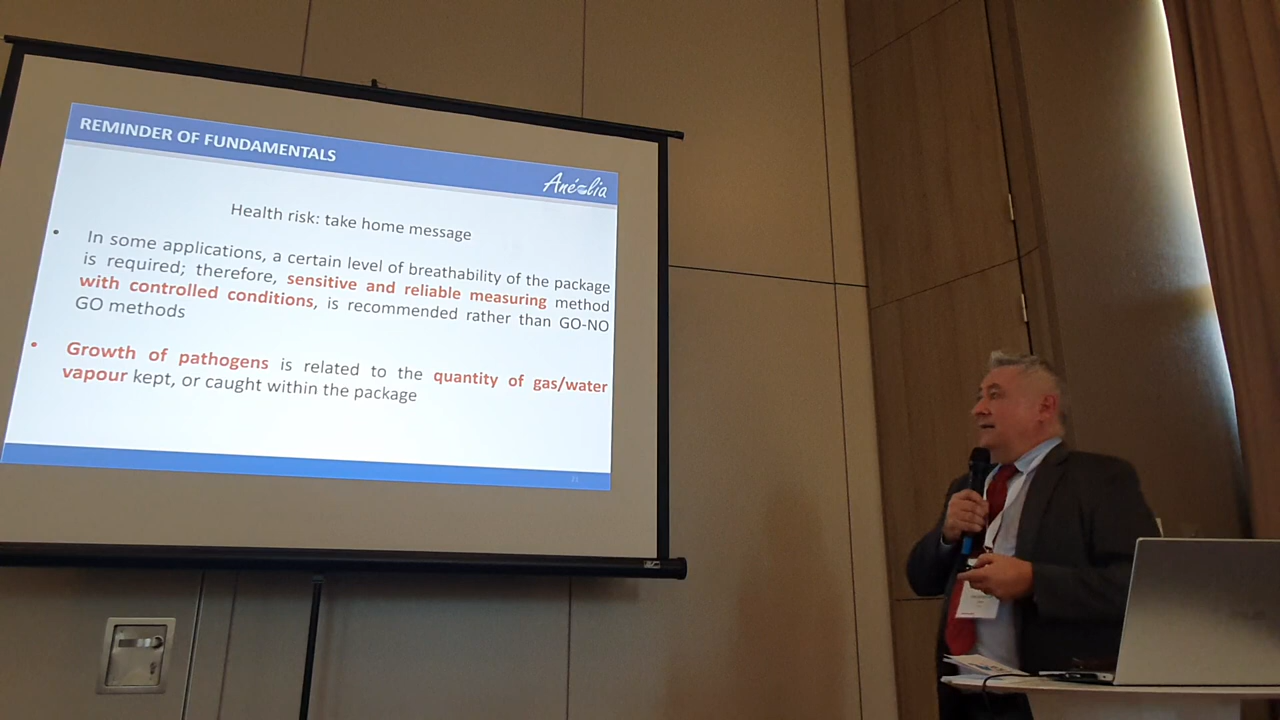 REMINDER OF FUNDAMENTALS
Anéolia
Health risk: take home message
• In some applications, a certain level of breathability of the package
is required; therefore, sensitive and reliable measuring method
with controlled conditions, is recommended rather than GO-NO
GO methods
• Growth of pathogens is related to the quantity of gas/water
vapour kept, or caught within the package
21